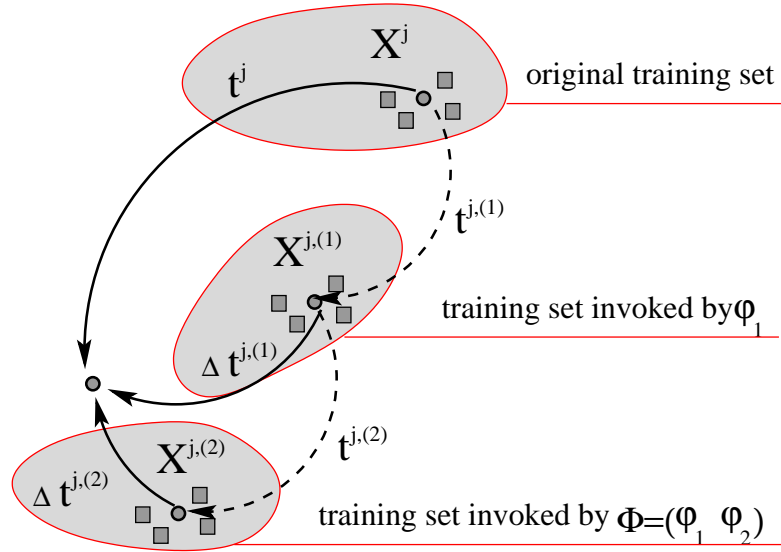 X^j
t^j
original training set
t^{j,(1)}
X^{j,(1)}
training set invoked by φ_1
Δ t^{j,(1)}
t^{j,(2)}
X^{j,(2)}
Δ t^{j,(2)}
training set invoked by Φ=(φ_1 φ_2)